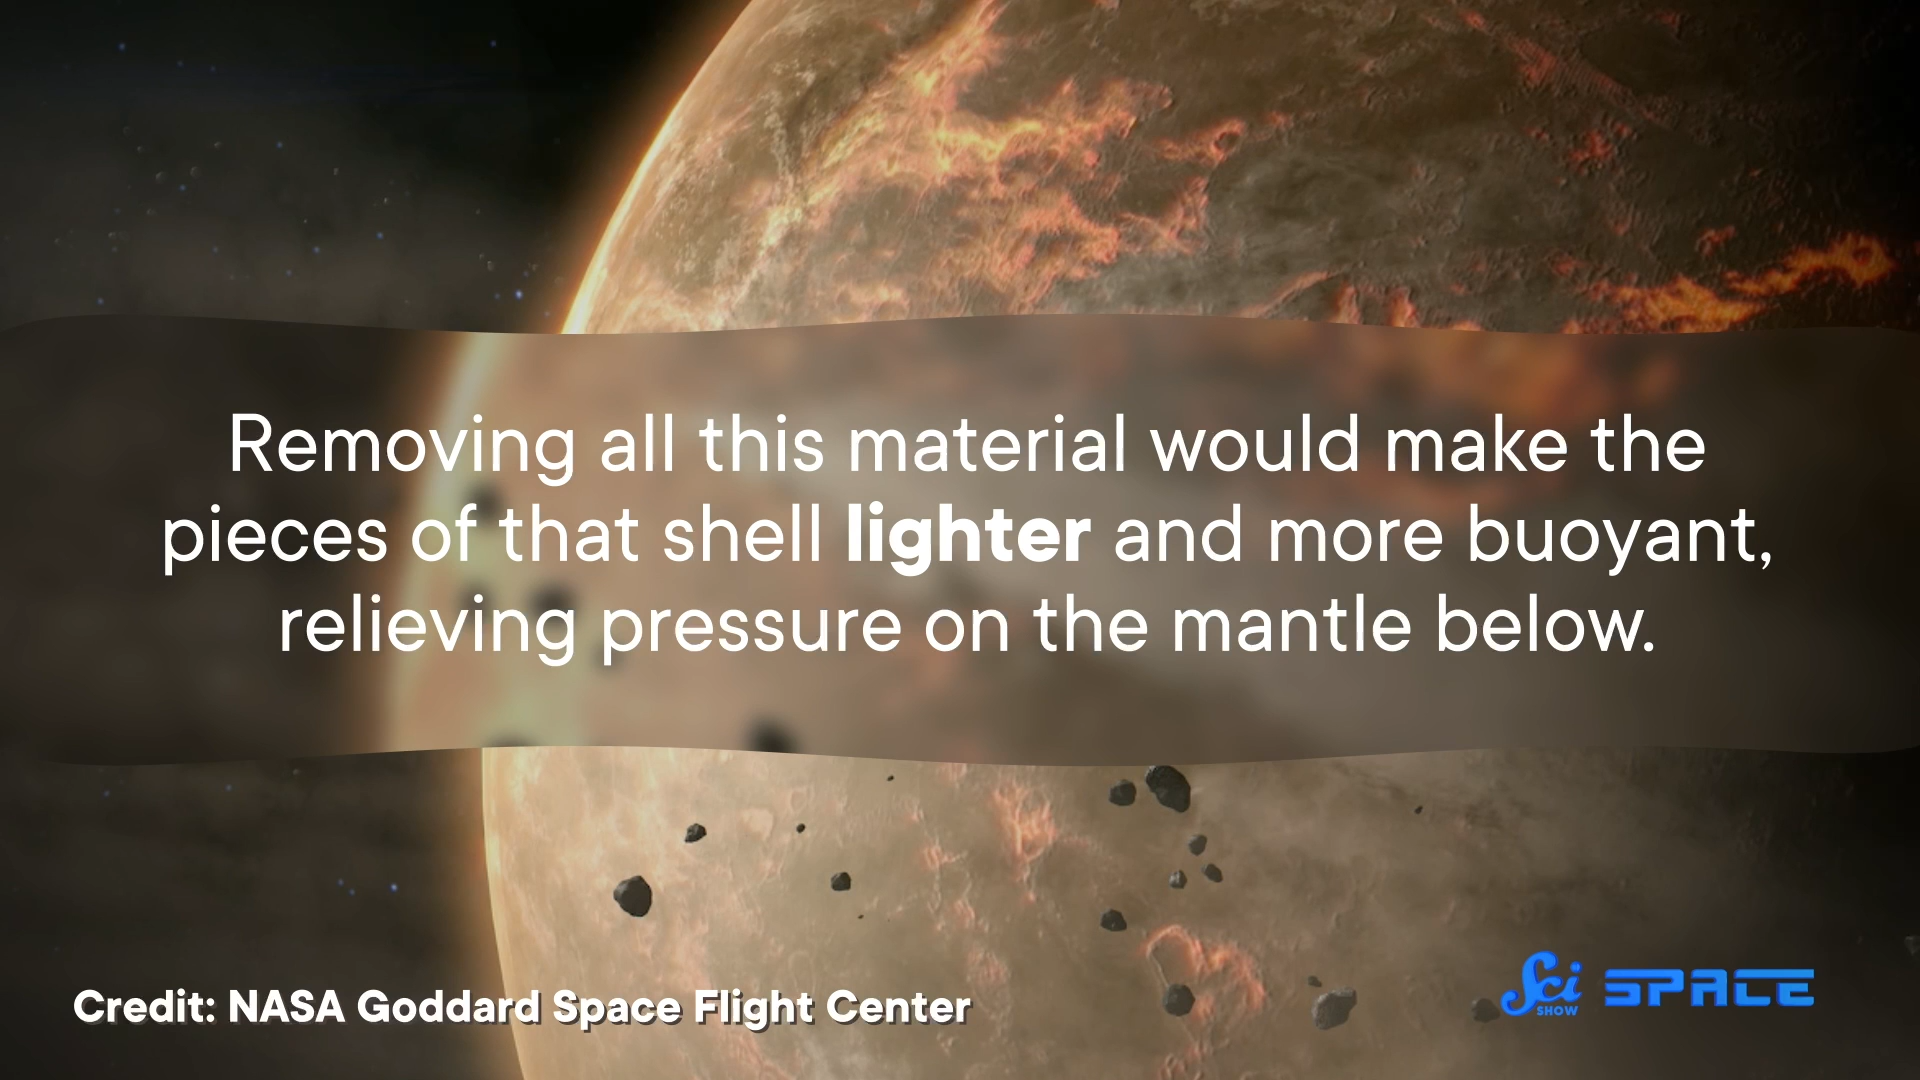 Removing all this material would make the
pieces of that shell lighter and more buoyant,
relieving pressure on the mantle below.
Credit: NASA Goddard Space Flight Center
Sci SHOW SPACE